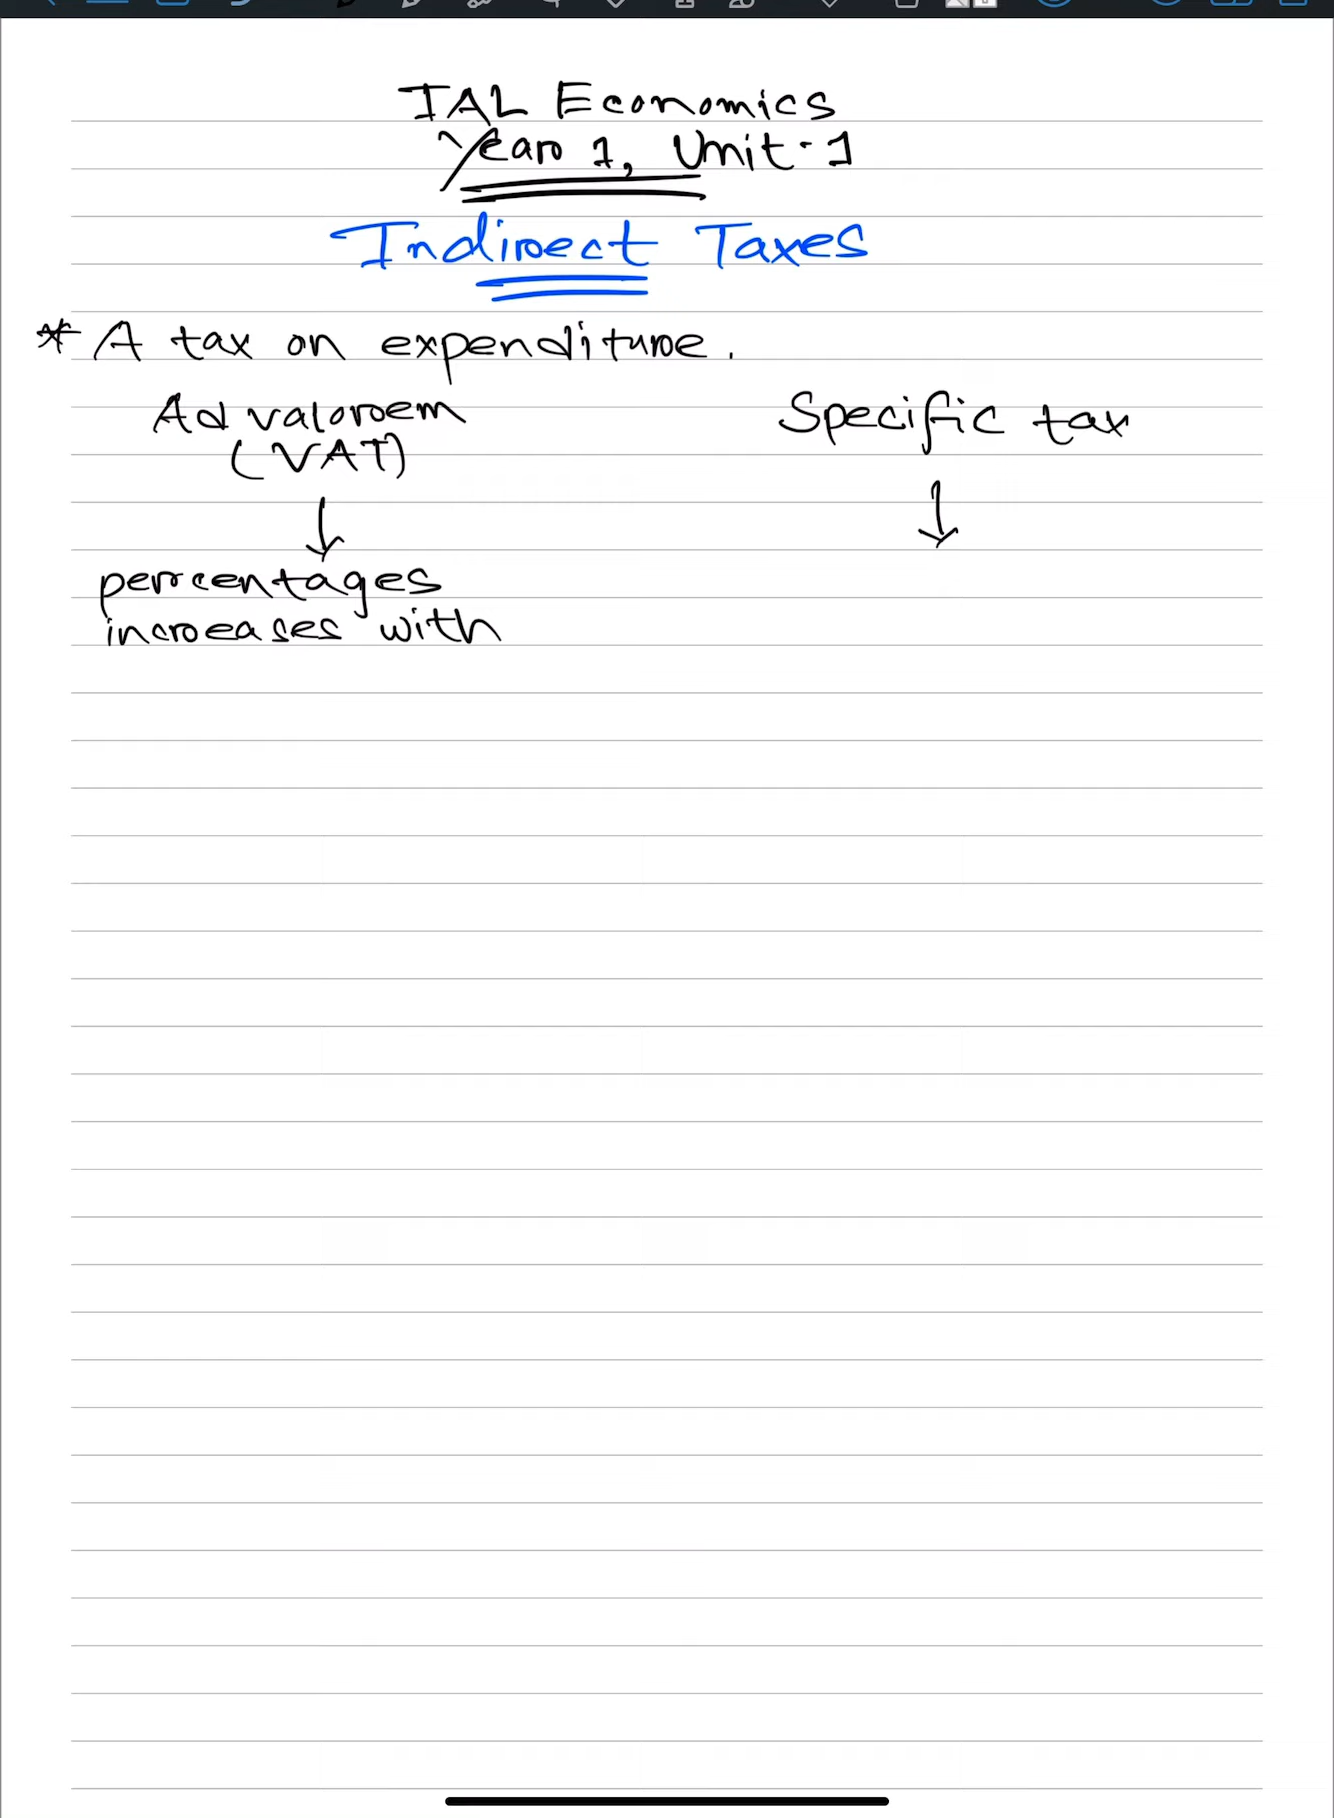 IAL Economics
Year 1, Unit-1
Indirect Taxes
* A tax on expenditure.
Ad valorem Specific tax
(VAT)
↓ ↓
percentages
increases with